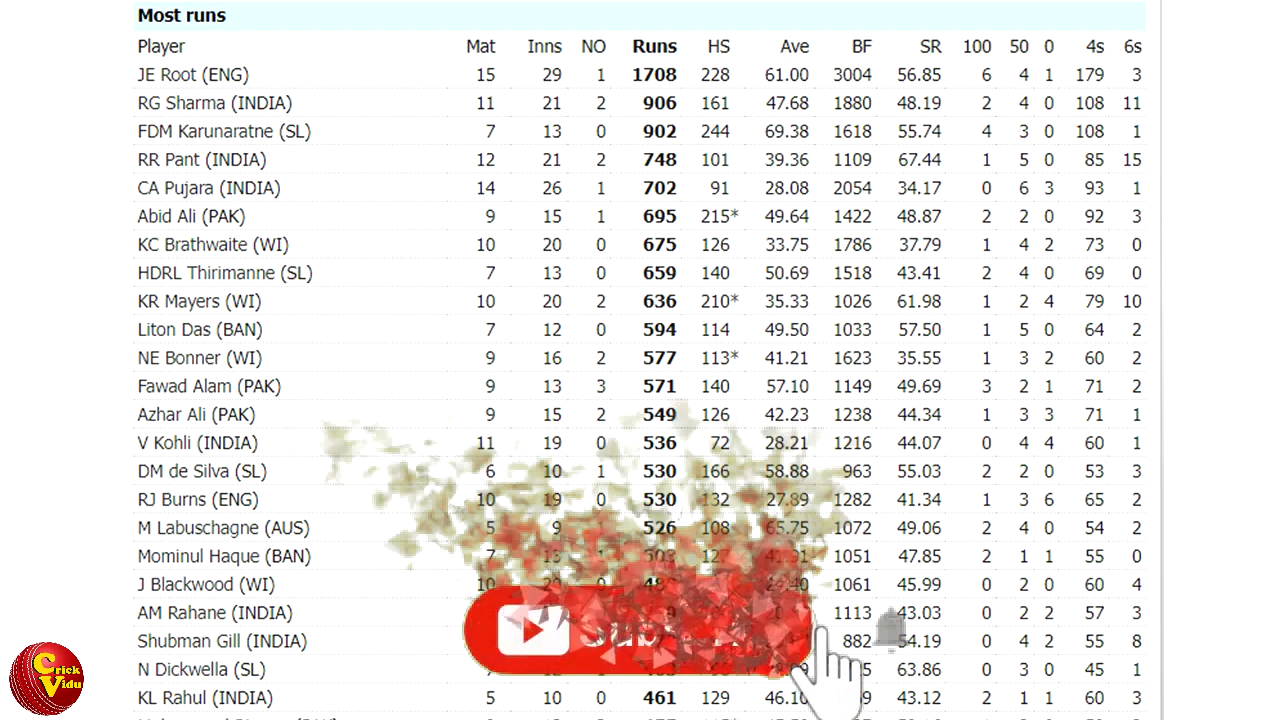 Most runs
Player Mat Inns NO Runs HS Ave BF SR 100 50 0 4s 6s
JE Root (ENG) 15 29 1 1708 228 61.00 3004 56.85 6 4 1 179 3
RG Sharma (INDIA) 11 21 2 906 161 47.68 1880 48.19 2 4 0 108 11
FDM Karunaratne (SL) 7 13 0 902 244 69.38 1618 55.74 4 3 0 108 1
RR Pant (INDIA) 12 21 2 748 101 39.36 1109 67.44 1 5 0 85 15
CA Pujara (INDIA) 14 26 1 702 91 28.08 2054 34.17 0 6 3 93 1
Abid Ali (PAK) 9 15 1 695 215* 49.64 1422 48.87 2 2 0 92 3
KC Brathwaite (WI) 10 20 0 675 126 33.75 1786 37.79 1 4 2 73 0
HDRL Thirimanne (SL) 7 13 0 659 140 50.69 1518 43.41 2 4 0 69 0
KR Mayers (WI) 10 20 2 636 210* 35.33 1026 61.98 1 2 4 79 10
Liton Das (BAN) 7 12 0 594 114 49.50 1033 57.50 1 5 0 64 2
NE Bonner (WI) 9 16 2 577 113* 41.21 1623 35.55 1 3 2 60 2
Fawad Alam (PAK) 9 13 3 571 140 57.10 1149 49.69 3 2 1 71 2
Azhar Ali (PAK) 9 15 2 549 126 42.23 1238 44.34 1 3 3 71 1
V Kohli (INDIA) 11 19 0 536 72 28.21 1216 44.07 0 4 4 60 1
DM de Silva (SL) 6 10 1 530 166 58.88 963 55.03 2 2 0 53 3
RJ Burns (ENG) 10 19 0 530 132 27.89 1282 41.34 1 3 6 65 2
M Labuschagne (AUS) 5 9 526 108 65.75 1072 49.06 2 4 0 54 2
Mominul Haque (BAN) 7 1051 47.85 2 1 1 55 0
J Blackwood (WI) 10 1061 45.99 0 2 0 60 4
AM Rahane (INDIA) 1113 43.03 0 2 2 57 3
Shubman Gill (INDIA) 882 54.19 0 4 2 55 8
N Dickwella (SL) 63.86 0 3 0 45 1
KL Rahul (INDIA) 5 10 0 461 129 46.10 43.12 2 1 1 60 3
Crick
Vidu